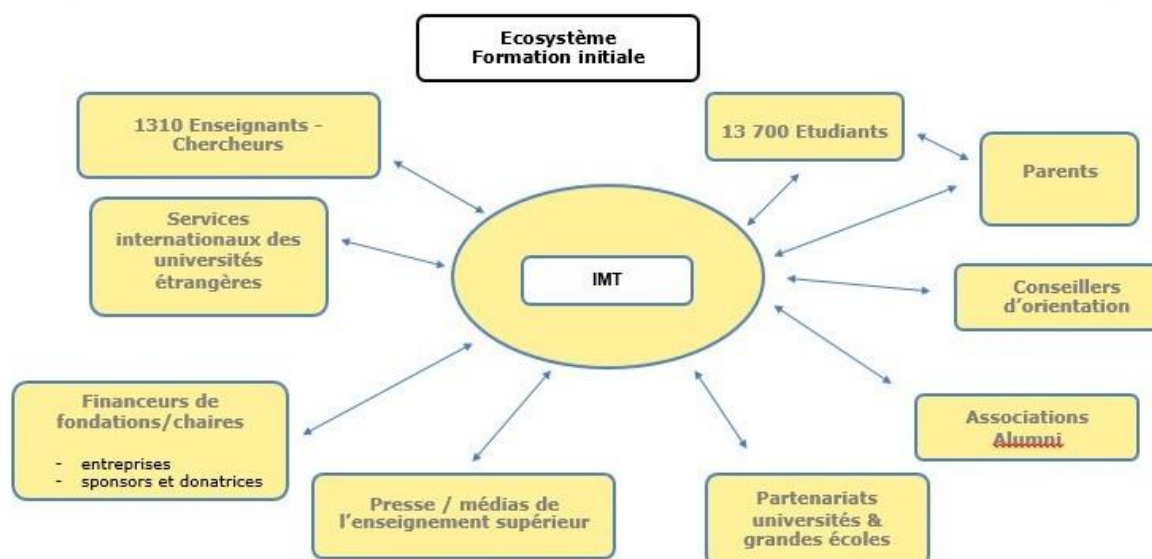 Ecosystème
Formation initiale
1310 Enseignants -
Chercheurs
13 700 Etudiants
Parents
Services
internationaux des
universités
étrangères
IMT
Conseillers
d'orientation
Financeurs de
fondations/chaires
- entreprises
- sponsors et donatrices
Associations
Alumni
Presse / médias de
l'enseignement supérieur
Partenariats
universités &
grandes écoles